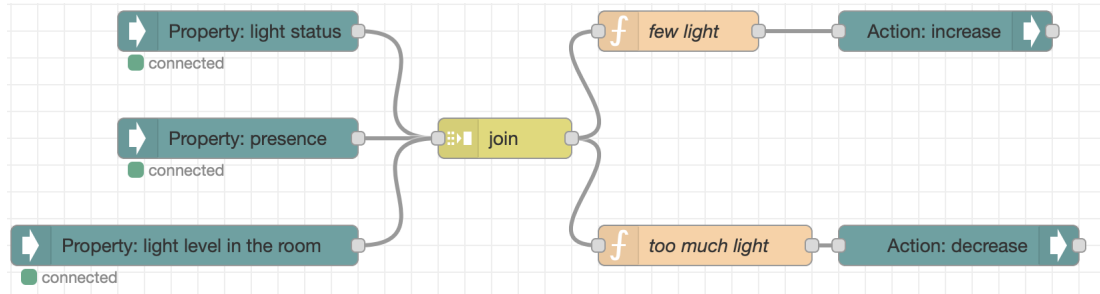 Property: light status
connected
Property: presence
connected
Property: light level in the room
connected
join
few light
too much light
Action: increase
Action: decrease